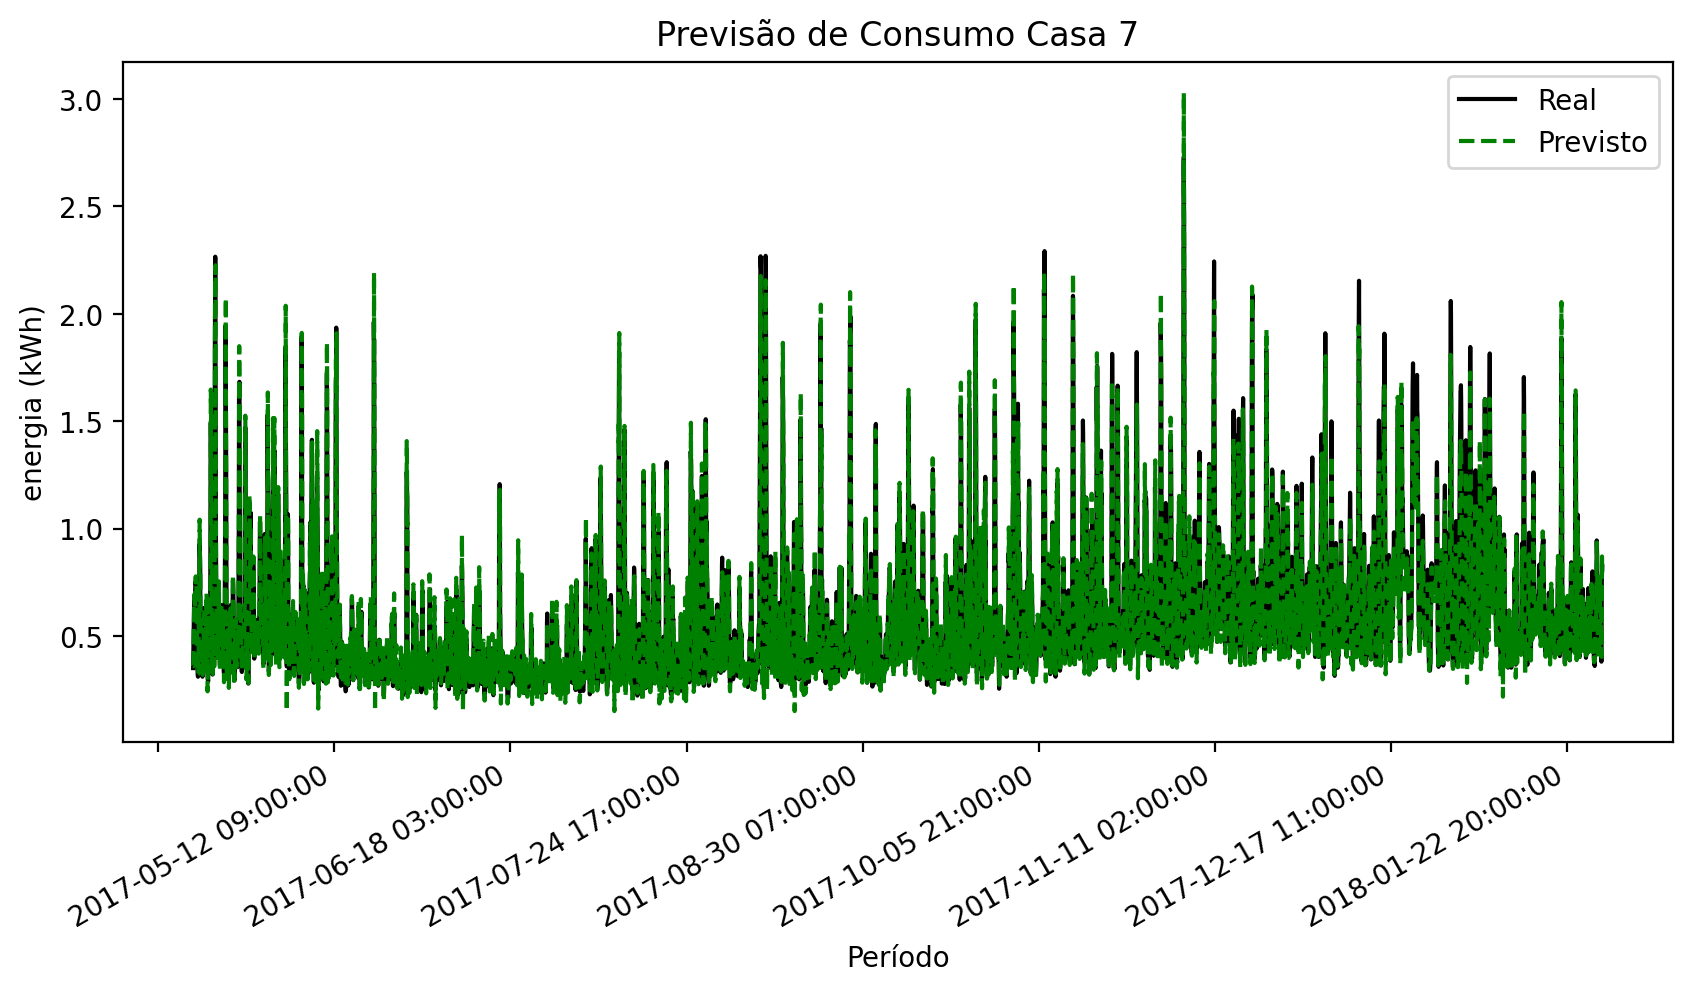 Previsão de Consumo Casa 7
Real
Previsto
energia (kWh)
3.0
2.5
2.0
1.5
1.0
0.5
2017-05-12 09:00:00
2017-06-18 03:00:00
2017-07-24 17:00:00
2017-08-30 07:00:00
2017-10-05 21:00:00
2017-11-11 02:00:00
2017-12-17 11:00:00
2018-01-22 20:00:00
Período